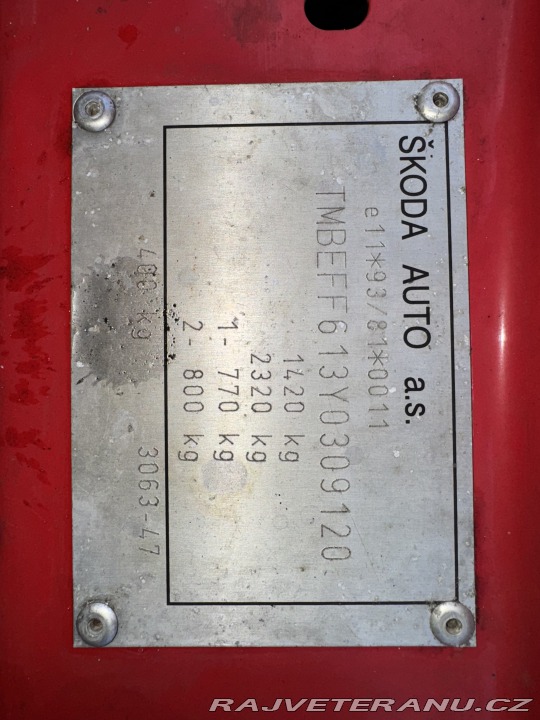 ŠKODA AUTO a.s.
e11*93/81*0011
TMBEFF613Y0309120
1420 kg
2320 kg
1- 770 kg
2- 800 kg
400 kg 3063-47
RAJVETERANU.CZ